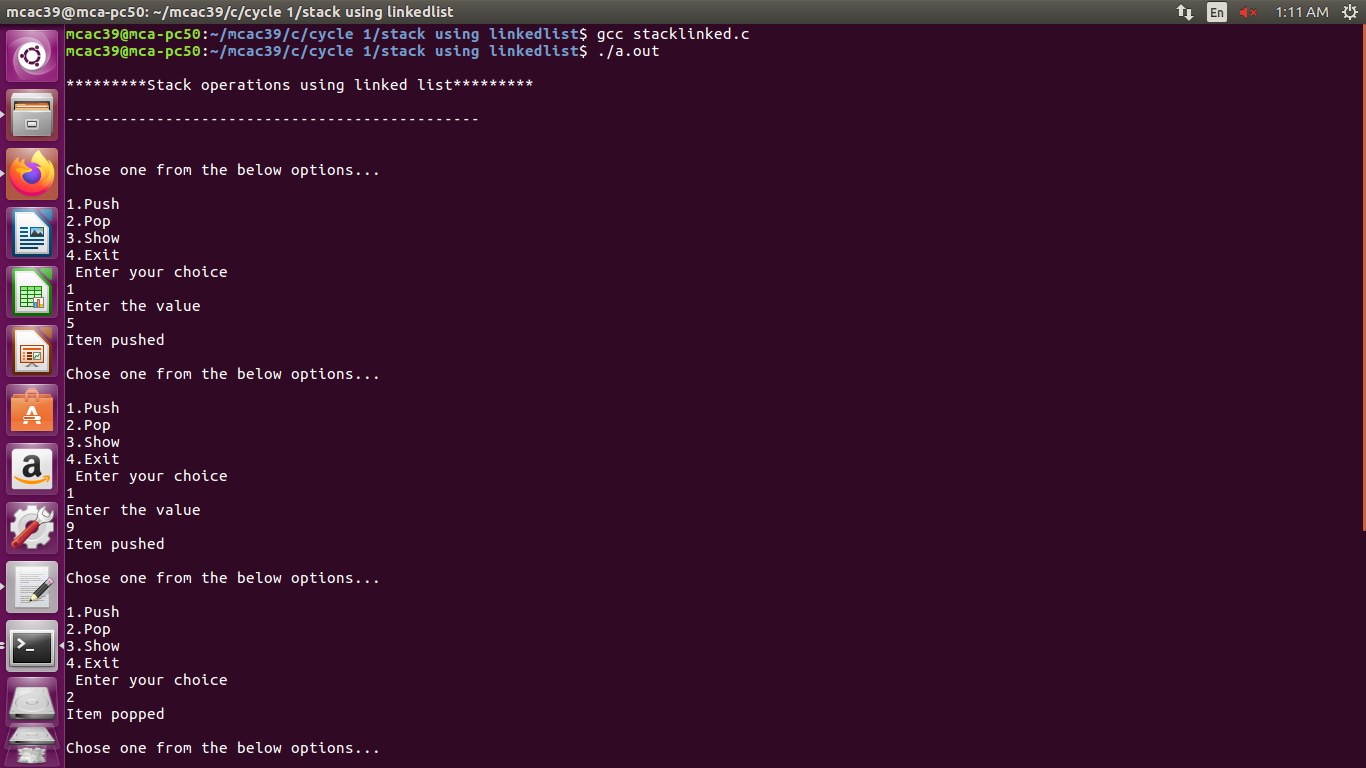 mcac39@mca-pc50: ~/mcac39/c/cycle 1/stack using linkedlist
En
1:11 AM
mcac39@mca-pc50:~/mcac39/c/cycle 1/stack using linkedlist$ gcc stacklinked.c
mcac39@mca-pc50:~/mcac39/c/cycle 1/stack using linkedlist$ ./a.out
*********Stack operations using linked list*********
----------------------------------------------
Chose one from the below options...
1.Push
2.Pop
3.Show
4.Exit
Enter your choice
1
Enter the value
5
Item pushed
Chose one from the below options...
1.Push
2.Pop
3.Show
4.Exit
Enter your choice
1
Enter the value
9
Item pushed
Chose one from the below options...
1.Push
2.Pop
3.Show
4.Exit
Enter your choice
2
Item popped
Chose one from the below options...